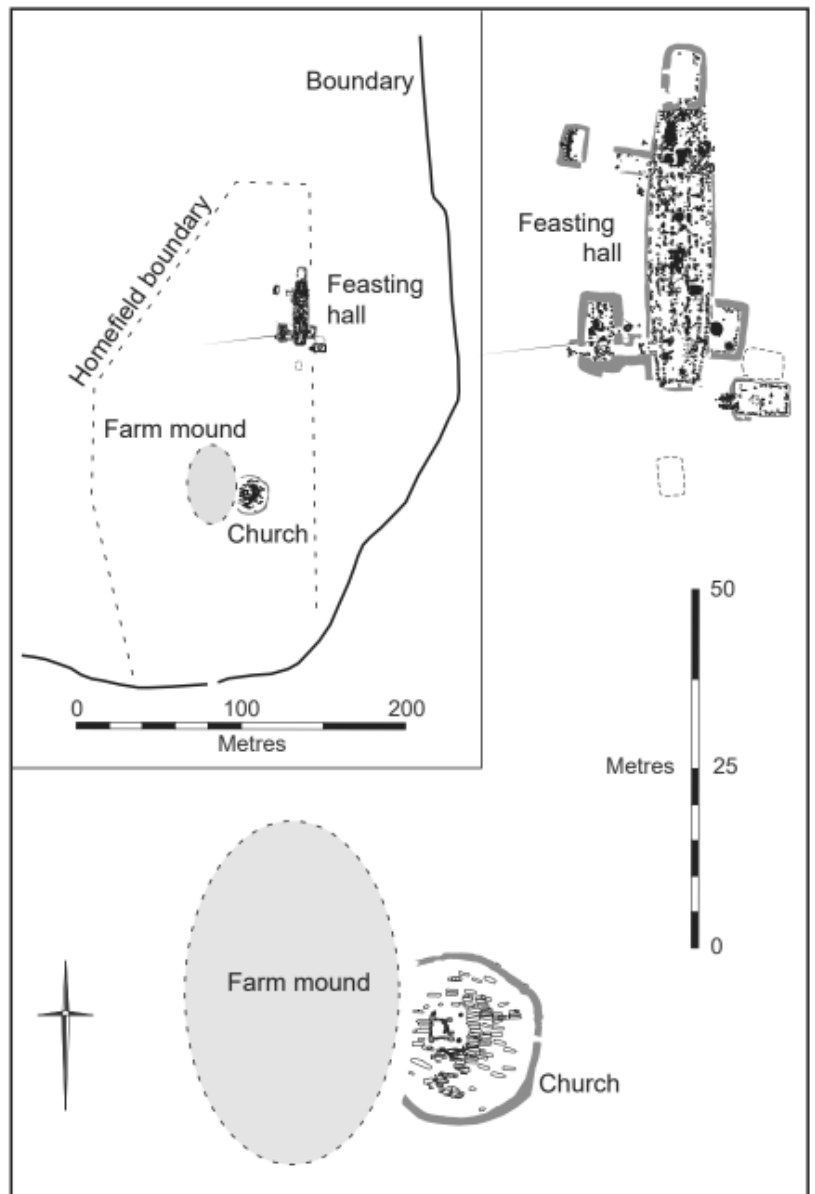 Boundary
Homefield boundary
Feasting
hall
Farm mound
Church
0 100 200
Metres
Feasting
hall
50
Metres 25
0
Farm mound
Church